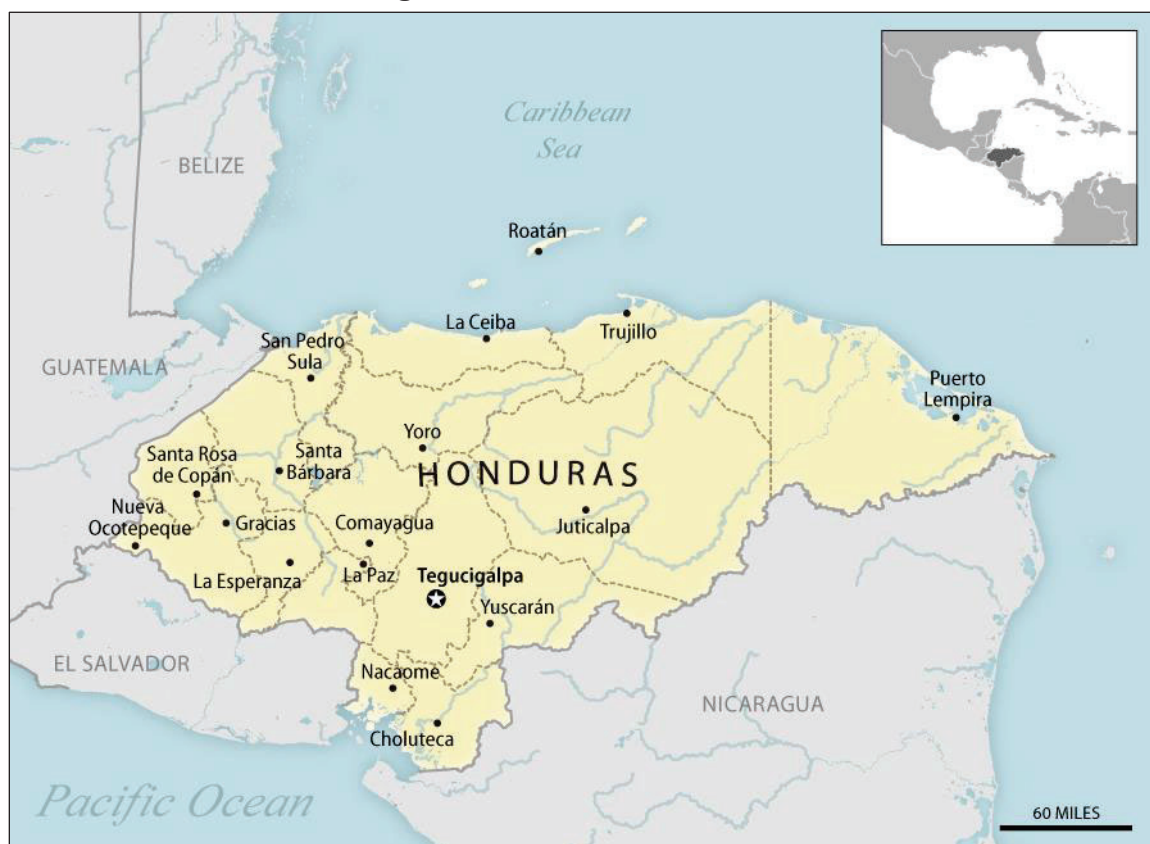 Caribbean
Sea
BELIZE
Roatán
La Ceiba
Trujillo
San Pedro
Sula
GUATEMALA
Puerto
Lempira
Yoro
Santa
Bárbara
Santa Rosa
de Copán
HONDURAS
Nueva
Ocotepeque
Gracias
Comayagua
Juticalpa
La Esperanza
La Paz
Tegucigalpa
Yuscarán
EL SALVADOR
Nacaome
NICARAGUA
Choluteca
Pacific Ocean
60 MILES